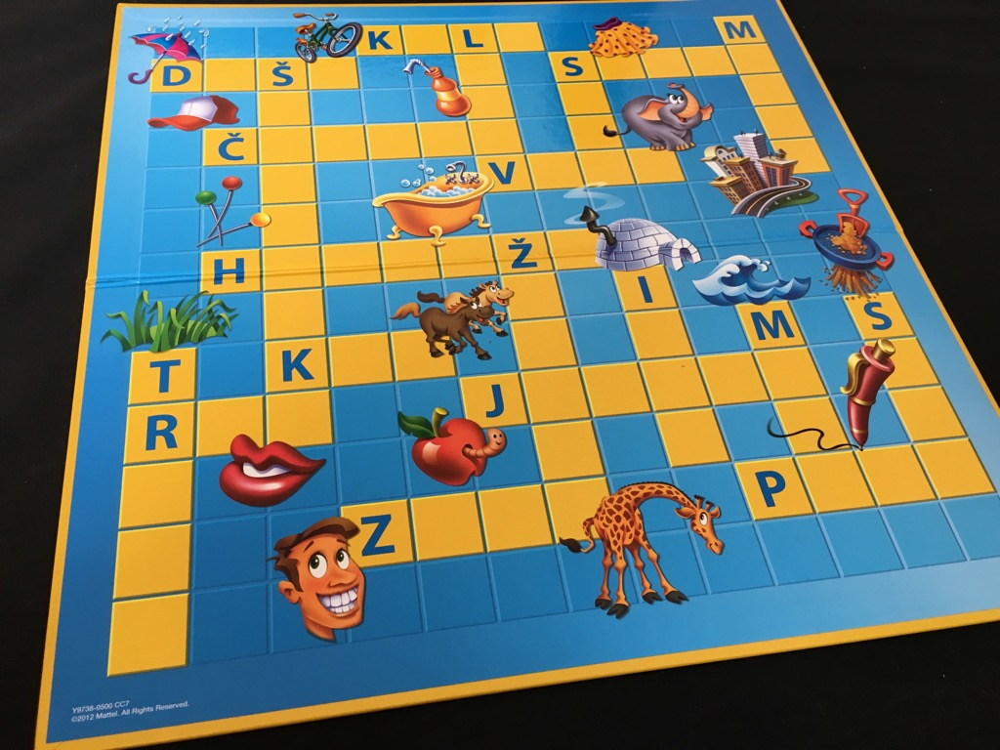 K L M
D Š S
Č
V
H Ž
I
M Š
T K
J
R
P
Z
Y9738-0500 CC7
©2012 Mattel. All Rights Reserved.